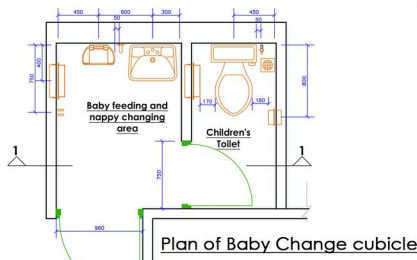 450 600 300 450
50 50
400
750
800
Baby feeding and
nappy changing
area
170 160
Children's
Toilet
1 1
750
960
Plan of Baby Change cubicle